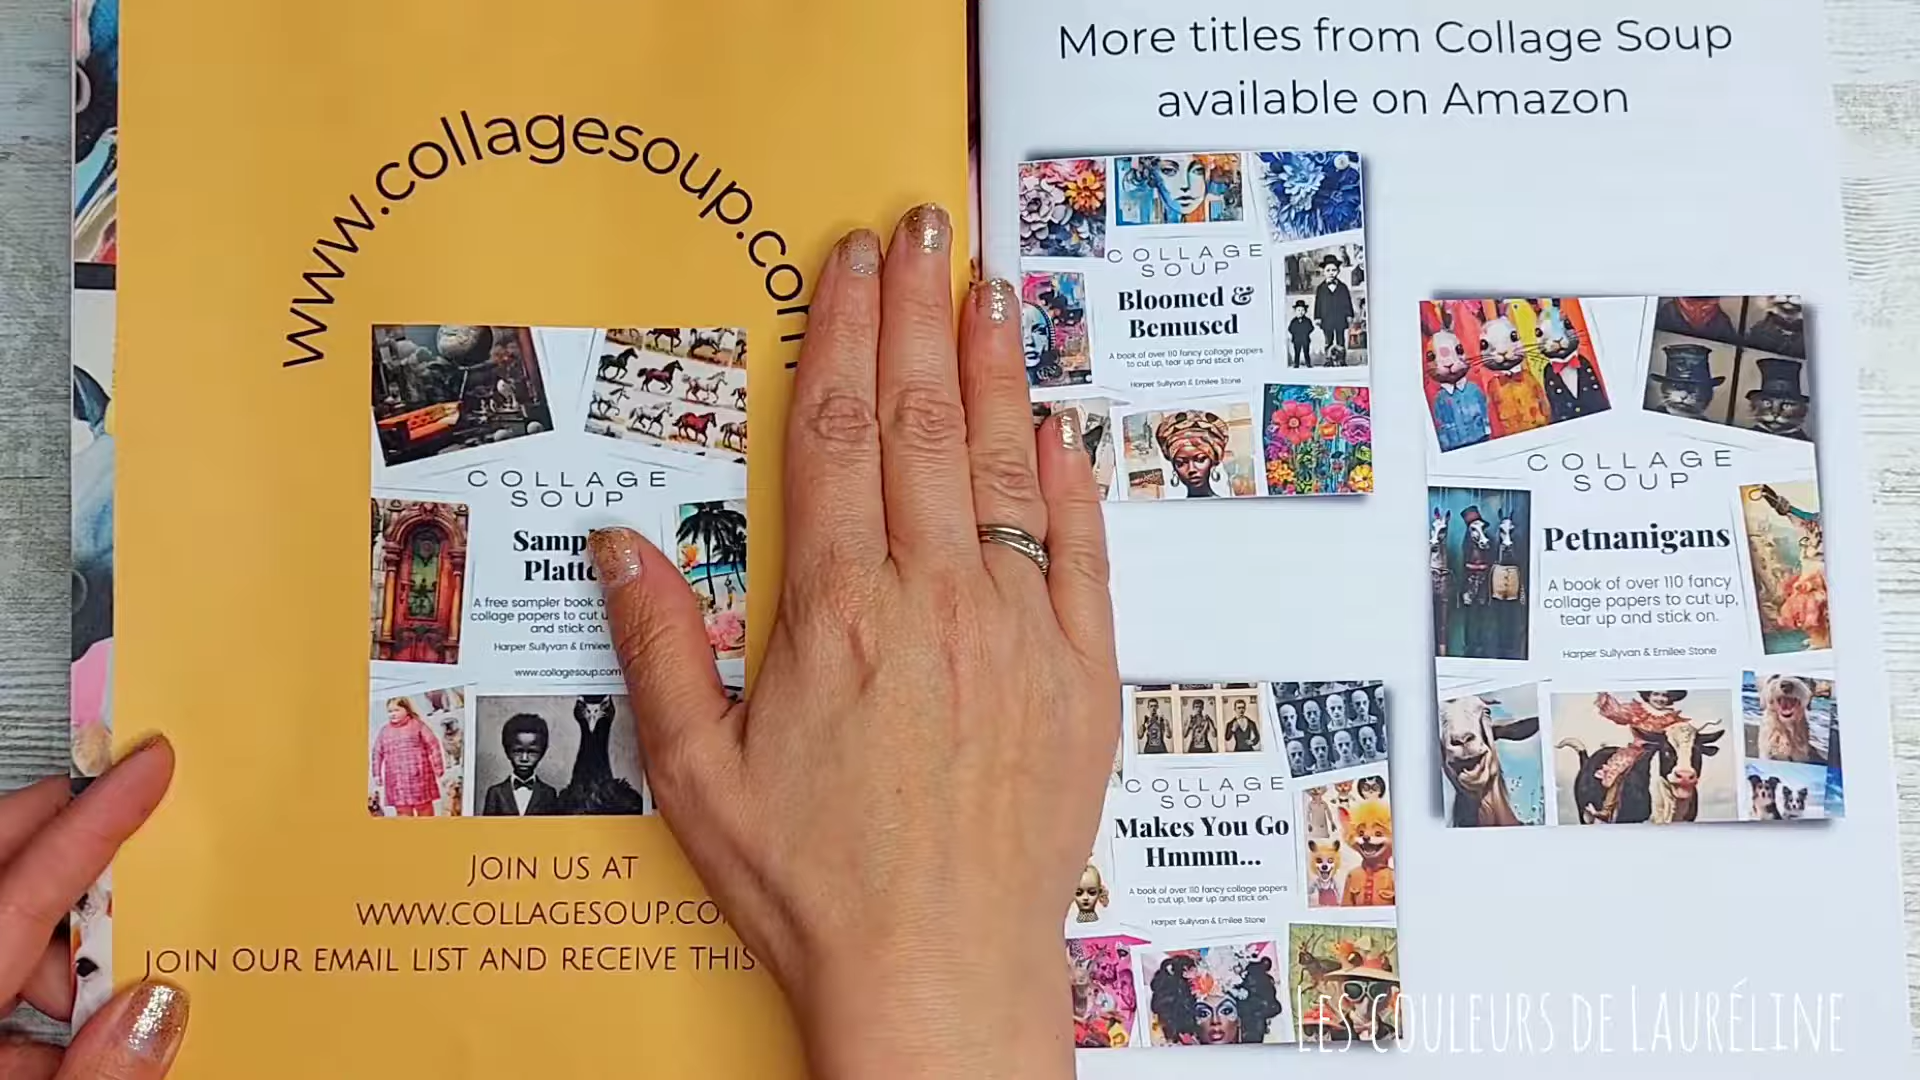 www.collagesoup.com
COLLAGE
SOUP
A free sampler book
collage papers to cut
and stick on.
Harper Sullyvan & Emilee
www.collagesoup.com
JOIN US AT
JOIN OUR EMAIL LIST AND RECEIVE THIS
More titles from Collage Soup
available on Amazon
COLLAGE
SOUP
Bloomed &
Bemused
A book of over 110 fancy collage papers
to cut up, tear up and stick on.
Harper Sullyvan & Emilee Stone
COLLAGE
SOUP
Petnanigans
A book of over 110 fancy
collage papers to cut up,
tear up and stick on.
Harper Sullyvan & Emilee Stone
COLLAGE
SOUP
Makes You Go
Hmmm...
A book of over 110 fancy collage papers
to cut up, tear up and stick on.
Harper Sullyvan & Emilee Stone
LES COULEURS DE LAURÉLINE